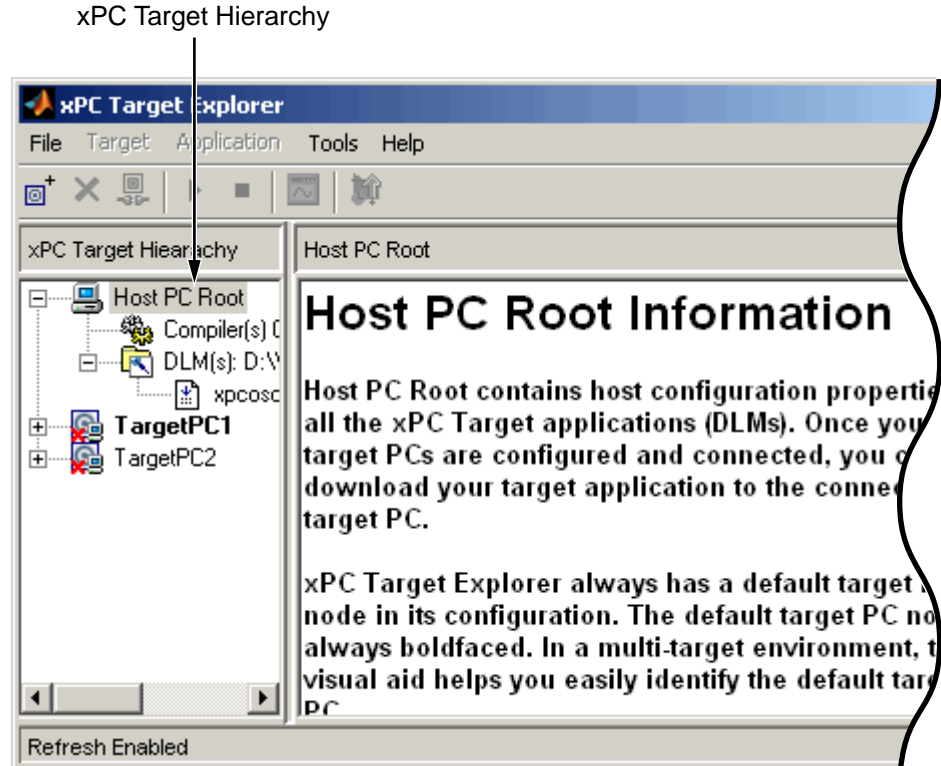 xPC Target Hierarchy
xPC Target Explorer
File Target Application Tools Help
xPC Target Hiearachy
Host PC Root
Host PC Root
Compiler(s)
DLM(s): D:\
xpcosc
TargetPC1
TargetPC2
Host PC Root Information
Host PC Root contains host configuration propertie
all the xPC Target applications (DLMs). Once you
target PCs are configured and connected, you c
download your target application to the connec
target PC.
xPC Target Explorer always has a default target
node in its configuration. The default target PC no
always boldfaced. In a multi-target environment, t
visual aid helps you easily identify the default targ
PC
Refresh Enabled